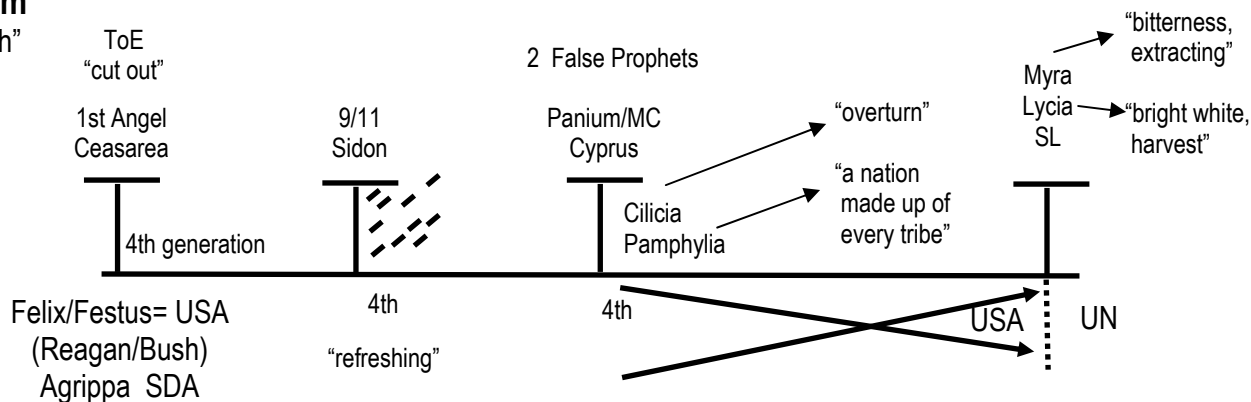 m
h”
ToE
“cut out”
1st Angel
Ceasarea
4th generation
Felix/Festus= USA
(Reagan/Bush)
Agrippa SDA
9/11
Sidon
4th
“refreshing”
2 False Prophets
Panium/MC
Cyprus
Cilicia
Pamphylia
4th
“overturn”
“a nation
made up of
every tribe”
Myra
Lycia
SL
“bitterness,
extracting”
“bright white,
harvest”
USA
UN